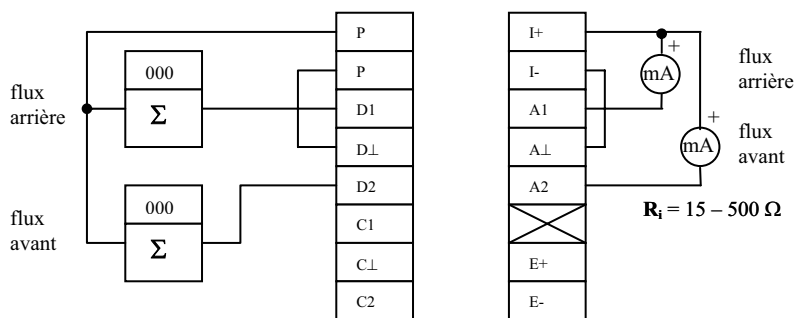 flux
arrière
000
Σ
flux
avant
000
Σ
P
P
D1
D⊥
D2
C1
C⊥
C2
I+
I-
A1
A⊥
A2
E+
E-
+
mA
flux
arrière
+
mA
flux
avant
Ri = 15 – 500 Ω